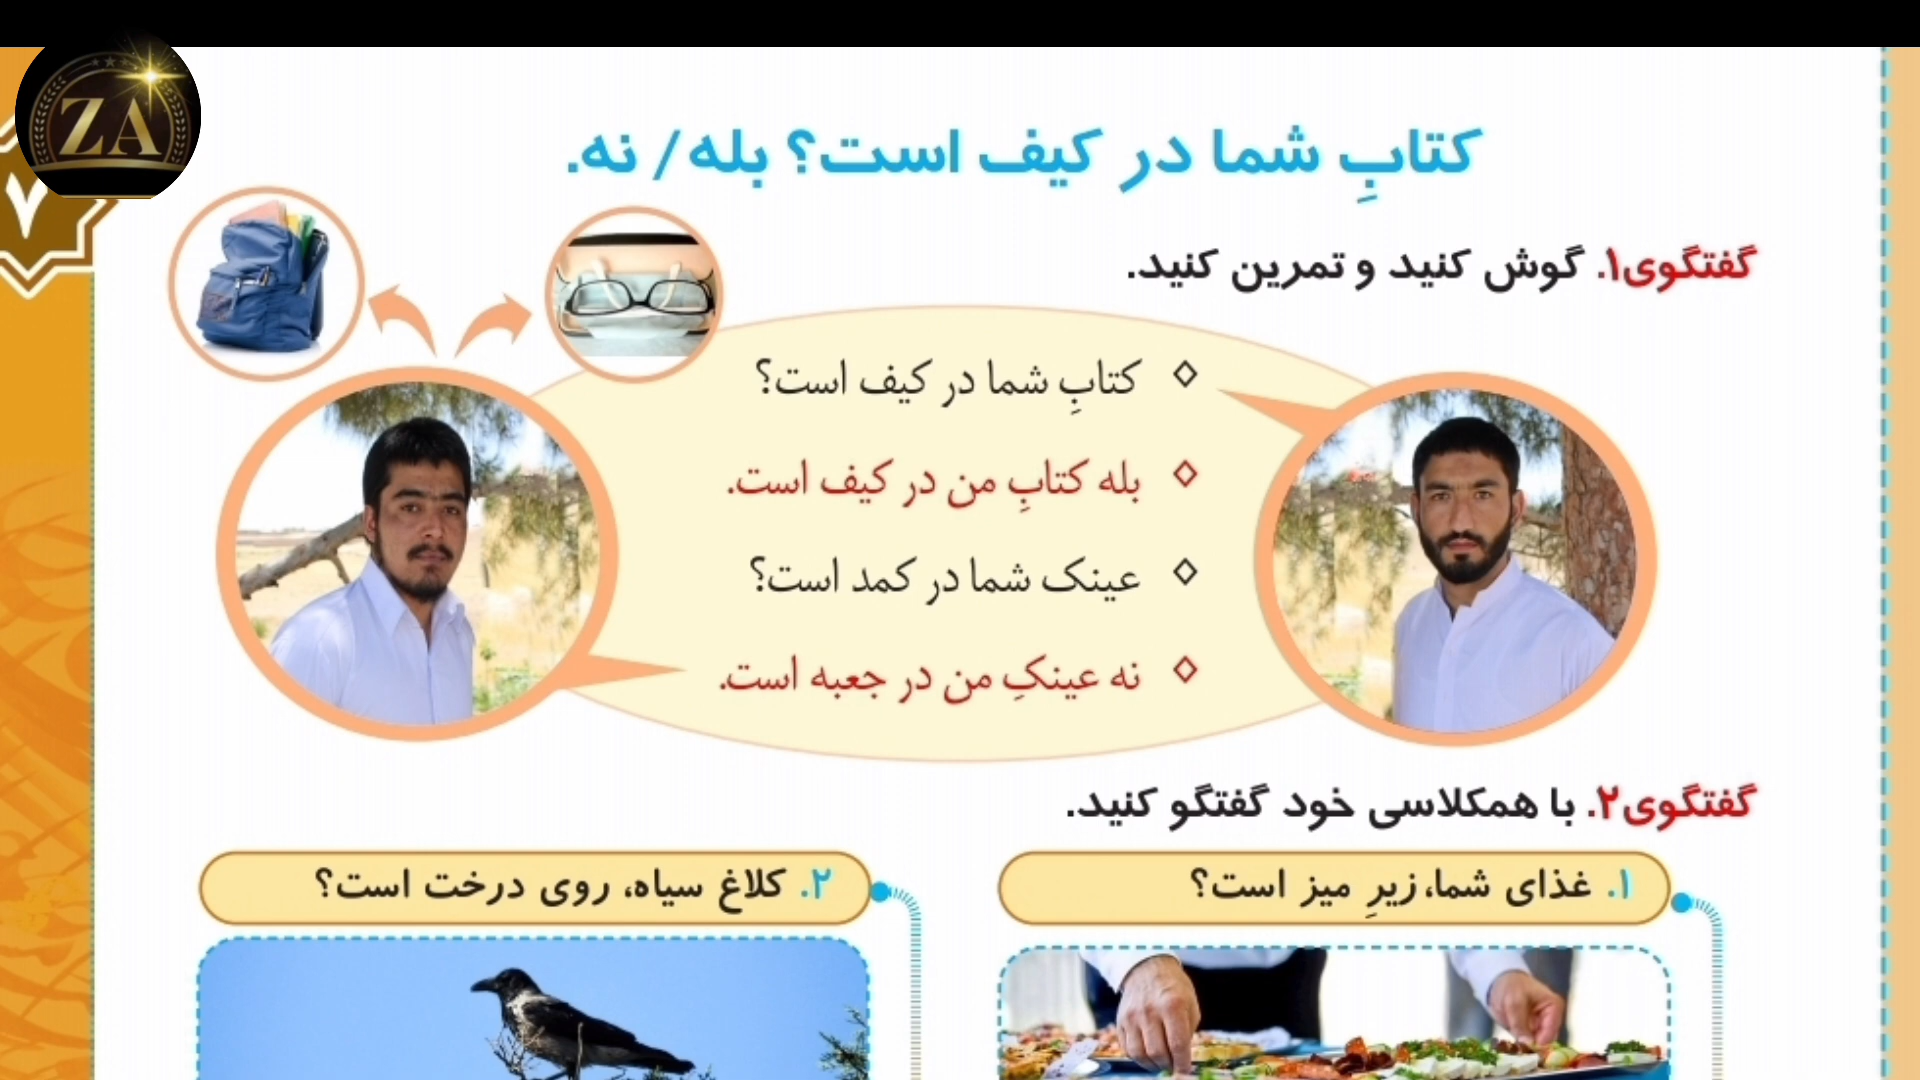 ZA
۷
کتابِ شما در کیف است؟ بله/ نه.
گفتگوی۱. گوش کنید و تمرین کنید.
◇ کتابِ شما در کیف است؟
◇ بله کتابِ من در کیف است.
◇ عینک شما در کمد است؟
◇ نه عینکِ من در جعبه است.
گفتگوی۲. با همکلاسی خود گفتگو کنید.
۱. غذای شما، زیرِ میز است؟
۲. کلاغ سیاه، روی درخت است؟